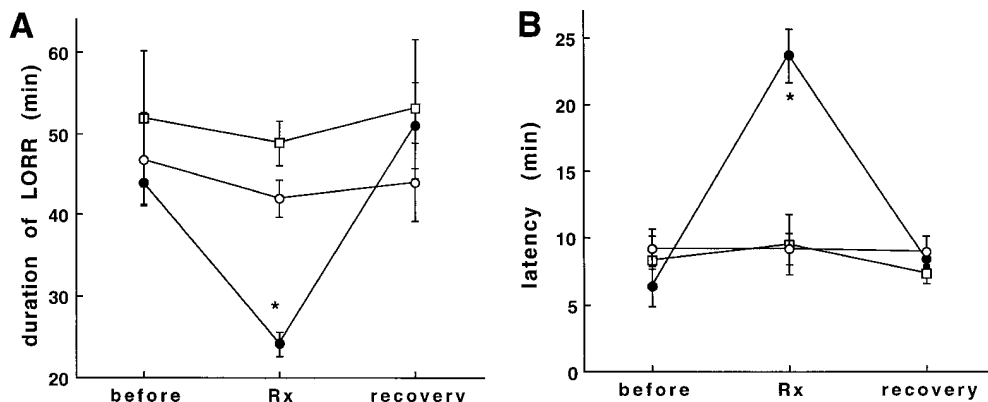 A
duration of LORR (min)
60
50
40
30
20
*
before Rx recovery
B
latency (min)
25
20
15
10
5
0
*
before Rx recovery